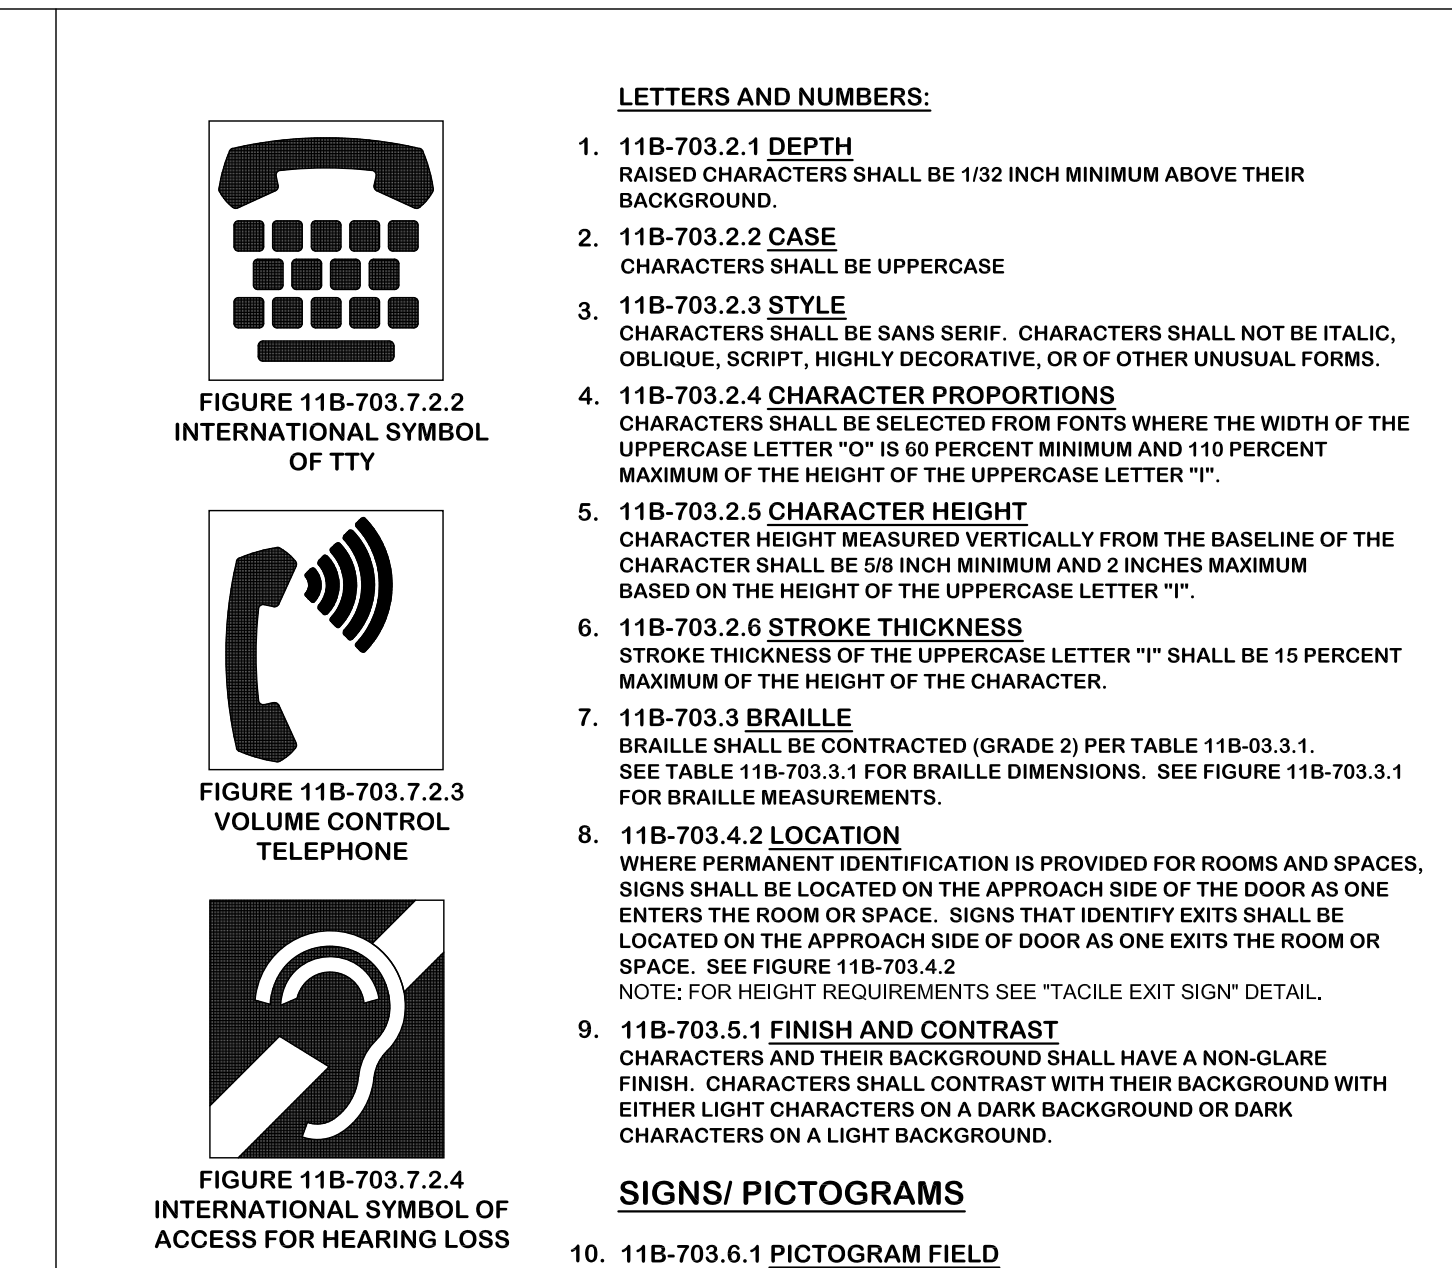 FIGURE 11B-703.7.2.2
INTERNATIONAL SYMBOL
OF TTY
FIGURE 11B-703.7.2.3
VOLUME CONTROL
TELEPHONE
FIGURE 11B-703.7.2.4
INTERNATIONAL SYMBOL OF
ACCESS FOR HEARING LOSS
LETTERS AND NUMBERS:
1. 11B-703.2.1 DEPTH
RAISED CHARACTERS SHALL BE 1/32 INCH MINIMUM ABOVE THEIR
BACKGROUND.
2. 11B-703.2.2 CASE
CHARACTERS SHALL BE UPPERCASE
3. 11B-703.2.3 STYLE
CHARACTERS SHALL BE SANS SERIF. CHARACTERS SHALL NOT BE ITALIC,
OBLIQUE, SCRIPT, HIGHLY DECORATIVE, OR OF OTHER UNUSUAL FORMS.
4. 11B-703.2.4 CHARACTER PROPORTIONS
CHARACTERS SHALL BE SELECTED FROM FONTS WHERE THE WIDTH OF THE
UPPERCASE LETTER "O" IS 60 PERCENT MINIMUM AND 110 PERCENT
MAXIMUM OF THE HEIGHT OF THE UPPERCASE LETTER "I".
5. 11B-703.2.5 CHARACTER HEIGHT
CHARACTER HEIGHT MEASURED VERTICALLY FROM THE BASELINE OF THE
CHARACTER SHALL BE 5/8 INCH MINIMUM AND 2 INCHES MAXIMUM
BASED ON THE HEIGHT OF THE UPPERCASE LETTER "I".
6. 11B-703.2.6 STROKE THICKNESS
STROKE THICKNESS OF THE UPPERCASE LETTER "I" SHALL BE 15 PERCENT
MAXIMUM OF THE HEIGHT OF THE CHARACTER.
7. 11B-703.3 BRAILLE
BRAILLE SHALL BE CONTRACTED (GRADE 2) PER TABLE 11B-03.3.1.
SEE TABLE 11B-703.3.1 FOR BRAILLE DIMENSIONS. SEE FIGURE 11B-703.3.1
FOR BRAILLE MEASUREMENTS.
8. 11B-703.4.2 LOCATION
WHERE PERMANENT IDENTIFICATION IS PROVIDED FOR ROOMS AND SPACES,
SIGNS SHALL BE LOCATED ON THE APPROACH SIDE OF THE DOOR AS ONE
ENTERS THE ROOM OR SPACE. SIGNS THAT IDENTIFY EXITS SHALL BE
LOCATED ON THE APPROACH SIDE OF DOOR AS ONE EXITS THE ROOM OR
SPACE. SEE FIGURE 11B-703.4.2
NOTE: FOR HEIGHT REQUIREMENTS SEE "TACILE EXIT SIGN" DETAIL.
9. 11B-703.5.1 FINISH AND CONTRAST
CHARACTERS AND THEIR BACKGROUND SHALL HAVE A NON-GLARE
FINISH. CHARACTERS SHALL CONTRAST WITH THEIR BACKGROUND WITH
EITHER LIGHT CHARACTERS ON A DARK BACKGROUND OR DARK
CHARACTERS ON A LIGHT BACKGROUND.
SIGNS/ PICTOGRAMS
10. 11B-703.6.1 PICTOGRAM FIELD